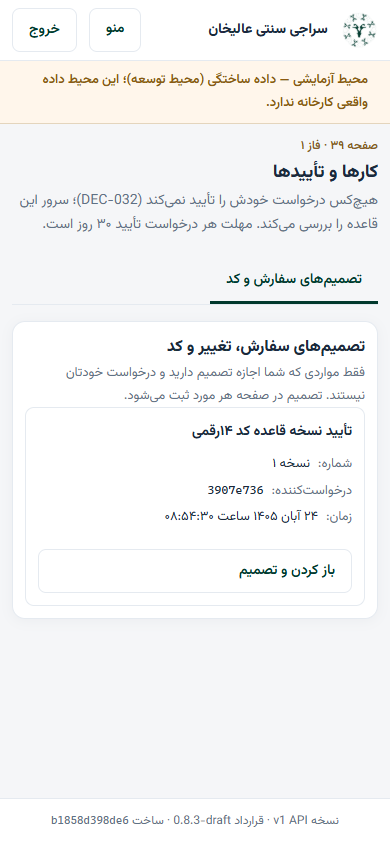 سراجی سنتی عالیخان
منو
خروج
محیط آزمایشی — داده ساختگی (محیط توسعه)؛ این محیط داده
واقعی کارخانه ندارد.
صفحه ۳۹ · فاز ۱
کارها و تأییدها
هیچ‌کس درخواست خودش را تأیید نمی‌کند (DEC-032)؛ سرور این
قاعده را بررسی می‌کند. مهلت هر درخواست تأیید ۳۰ روز است.
تصمیم‌های سفارش و کد
تصمیم‌های سفارش، تغییر و کد
فقط مواردی که شما اجازه تصمیم دارید و درخواست خودتان
نیستند. تصمیم در صفحه هر مورد ثبت می‌شود.
تأیید نسخه قاعده کد ۱۴رقمی
شماره: نسخه ۱
درخواست‌کننده: 3907e736
زمان: ۲۴ آبان ۱۴۰۵ ساعت ۰۸:۵۴:۳۰
باز کردن و تصمیم
نسخه v1 API · قرارداد 0.8.3-draft · ساخت b1858d398de6